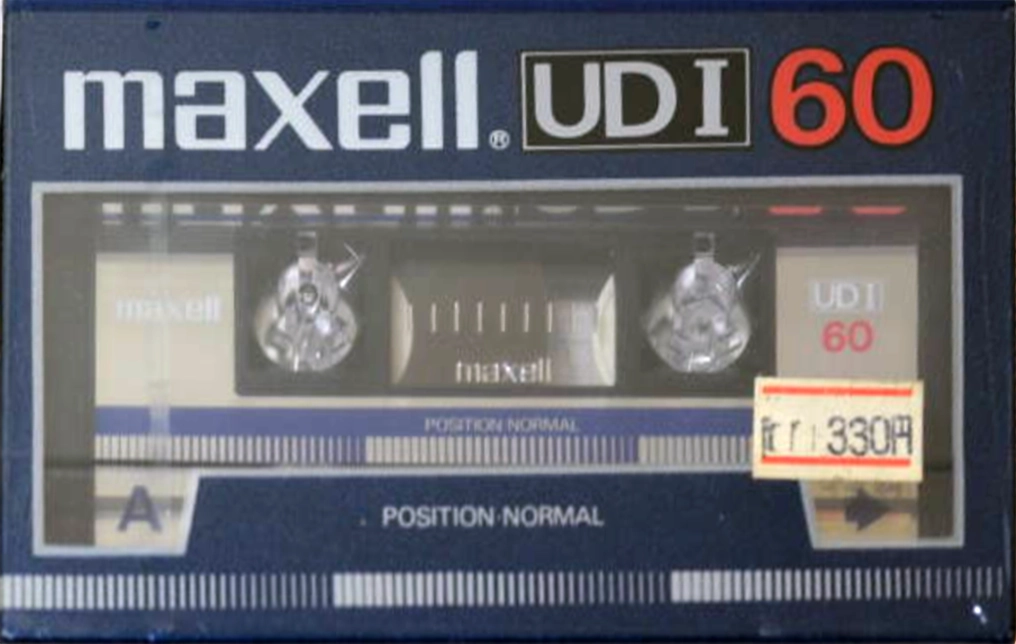 maxell® UD I 60
maxell
UD I
60
maxell
POSITION NORMAL
330円
A
POSITION·NORMAL